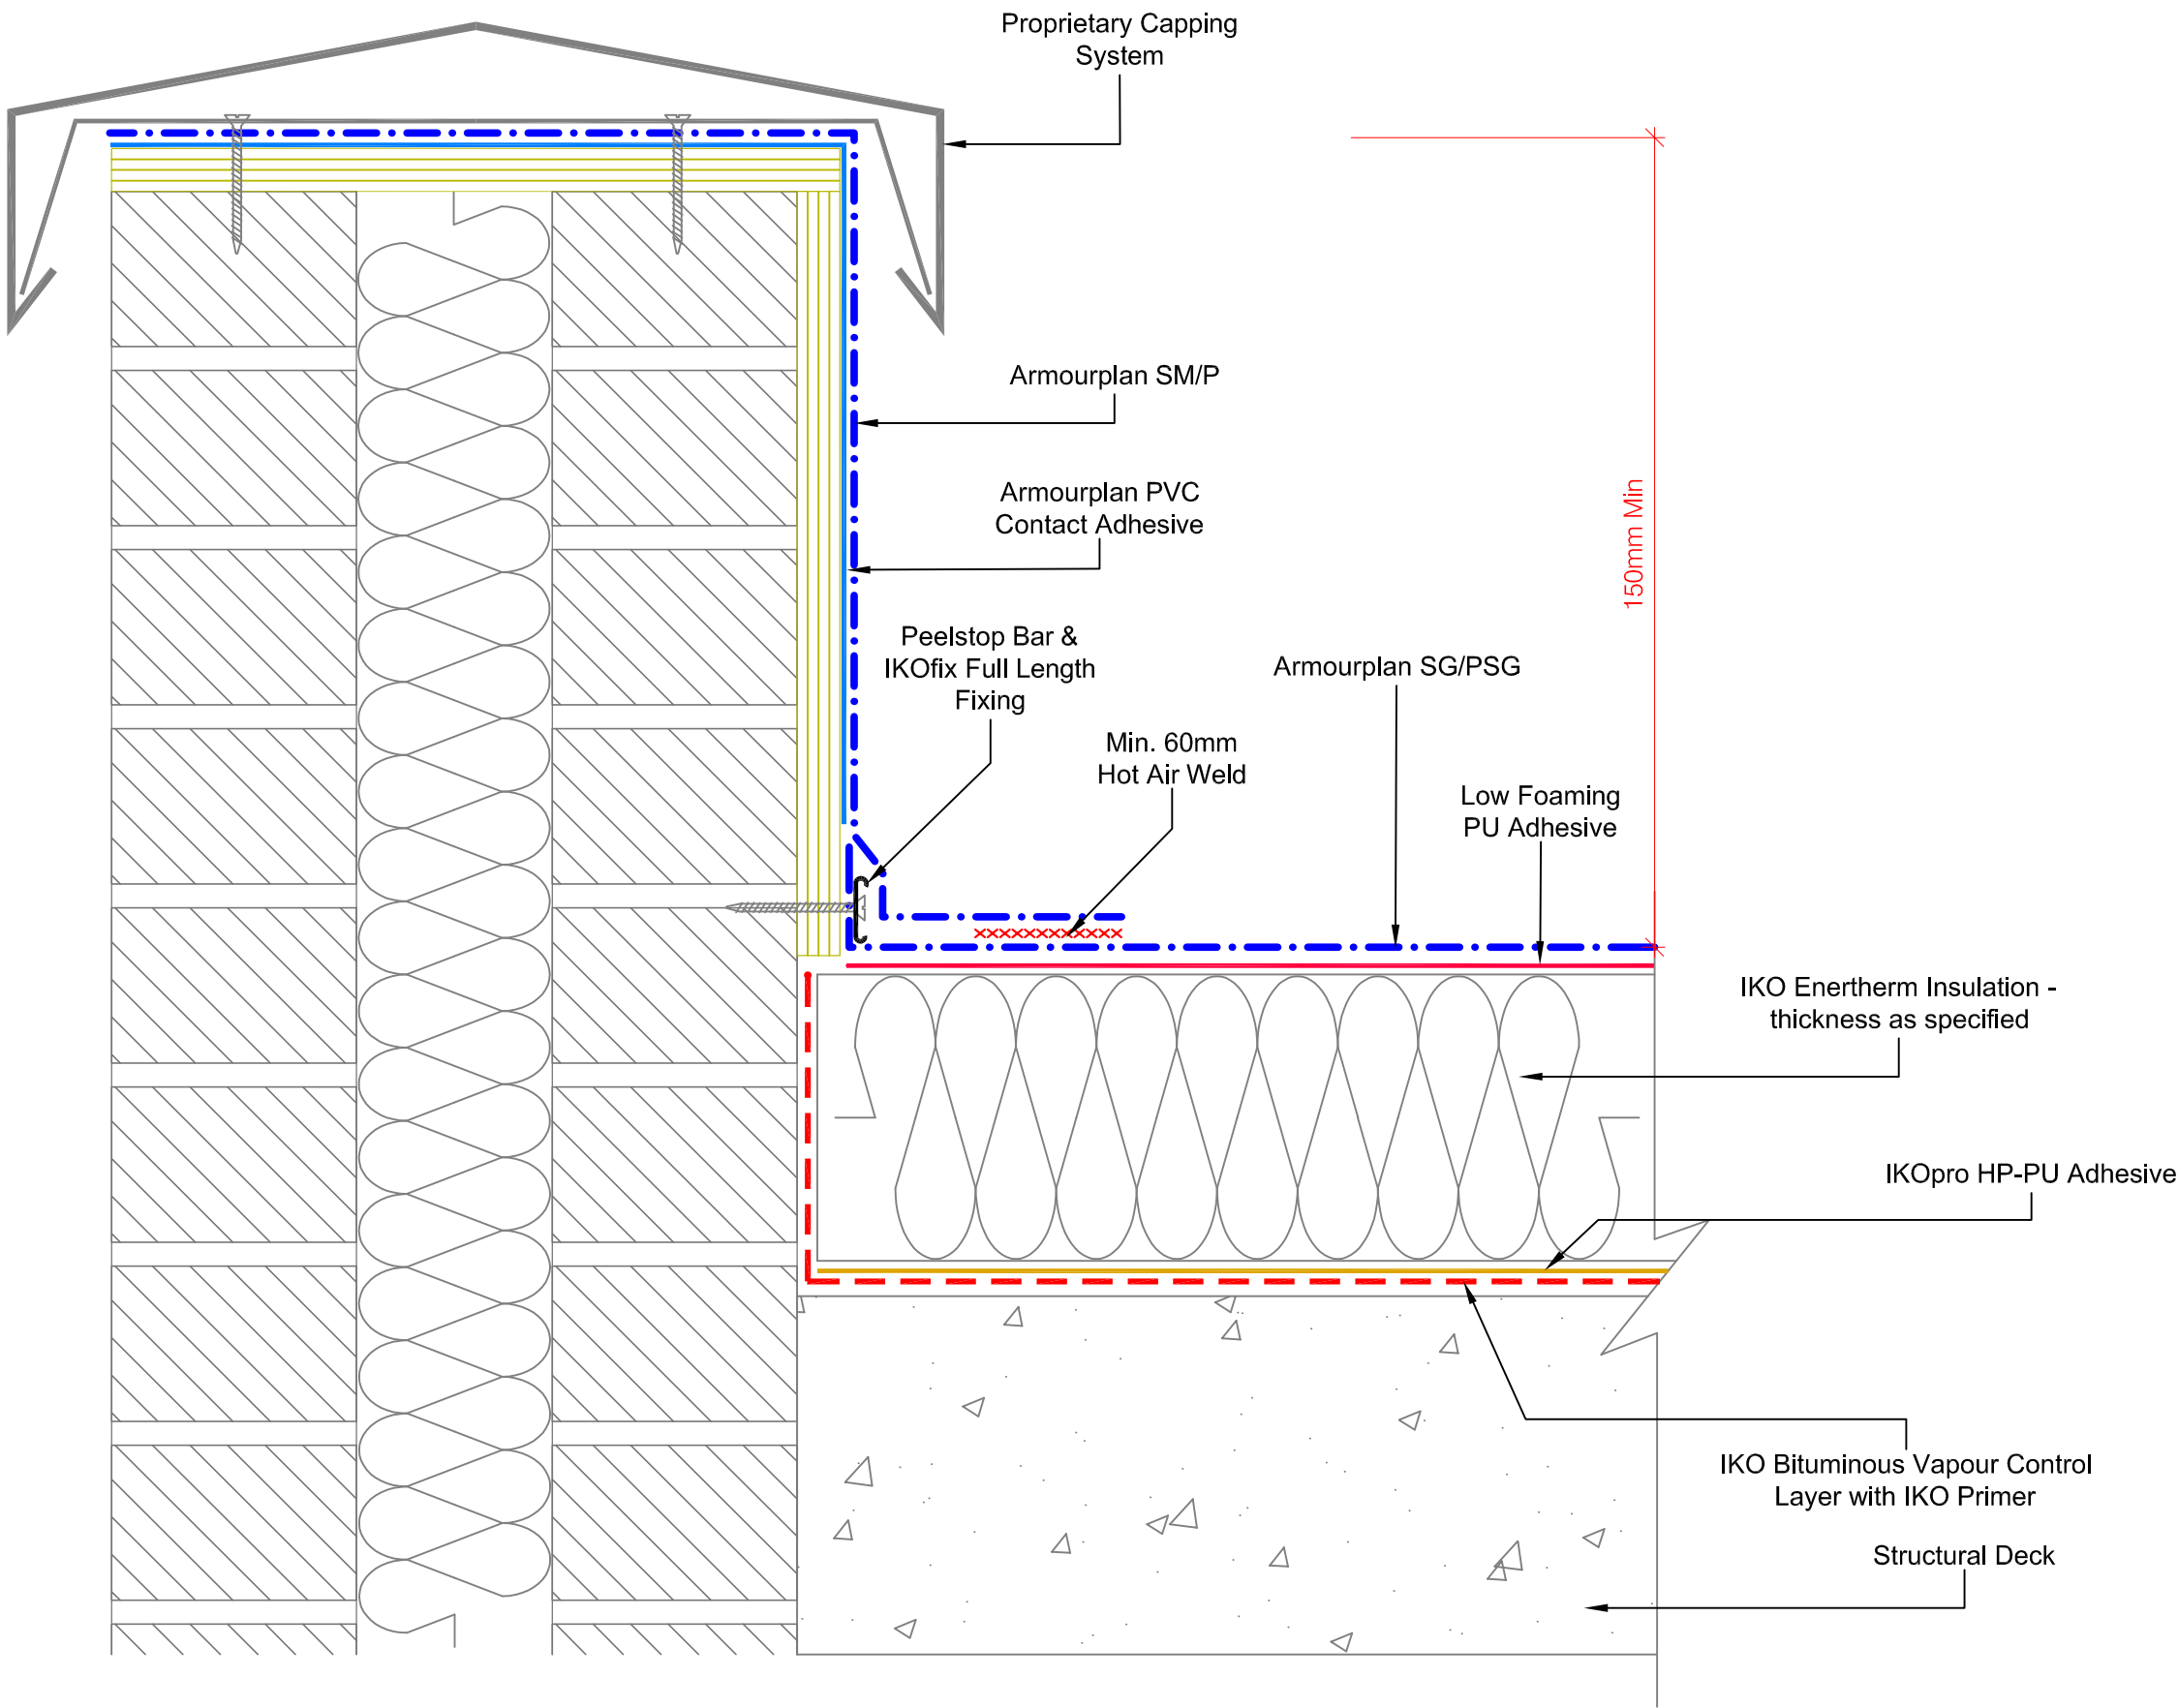 Proprietary Capping
System
Armourplan SM/P
Armourplan PVC
Contact Adhesive
150mm Min
Peelstop Bar &
IKOfix Full Length
Fixing
Armourplan SG/PSG
Min. 60mm
Hot Air Weld
Low Foaming
PU Adhesive
IKO Enertherm Insulation -
thickness as specified
IKOpro HP-PU Adhesive
IKO Bituminous Vapour Control
Layer with IKO Primer
Structural Deck